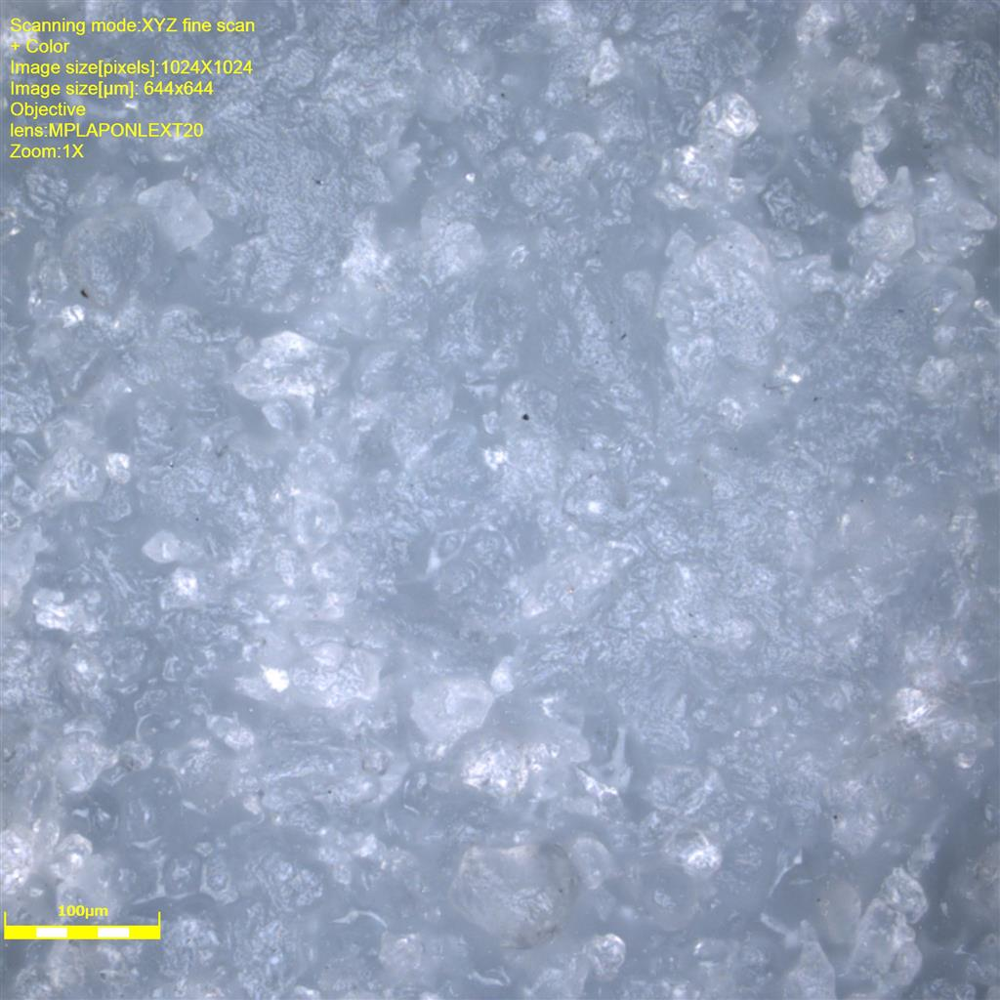 Scanning mode:XYZ fine scan
+ Color
Image size[pixels]:1024X1024
Image size[µm]: 644x644
Objective
lens:MPLAPONLEXT20
Zoom:1X
100µm